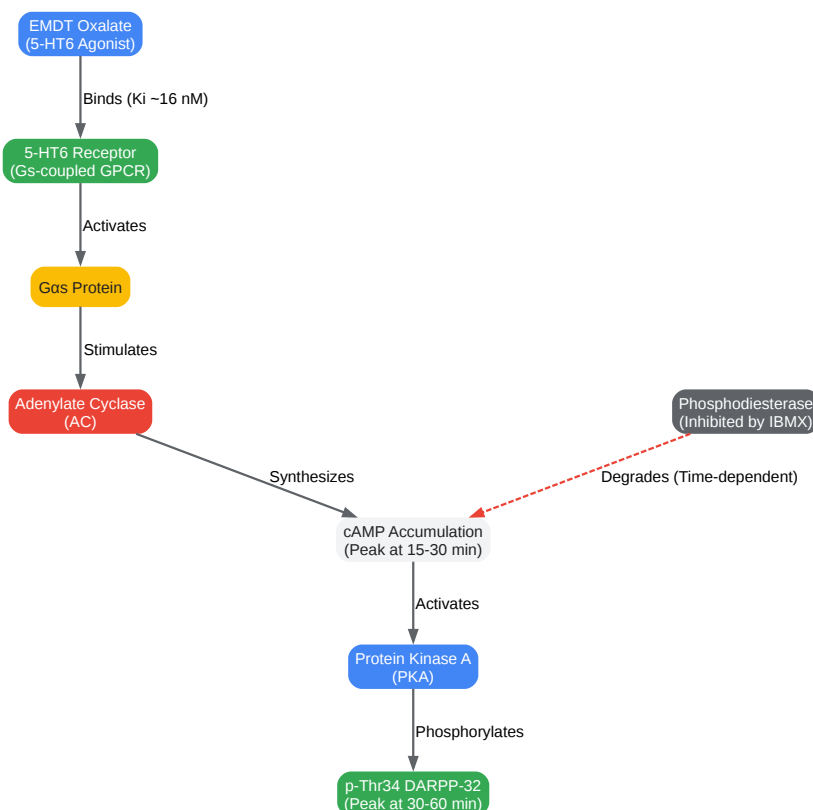 EMDT Oxalate
(5-HT6 Agonist)
Binds (Ki ~16 nM)
5-HT6 Receptor
(Gs-coupled GPCR)
Activates
Gαs Protein
Stimulates
Adenylate Cyclase
(AC)
Phosphodiesterase
(Inhibited by IBMX)
Synthesizes
Degrades (Time-dependent)
cAMP Accumulation
(Peak at 15-30 min)
Activates
Protein Kinase A
(PKA)
Phosphorylates
p-Thr34 DARPP-32
(Peak at 30-60 min)